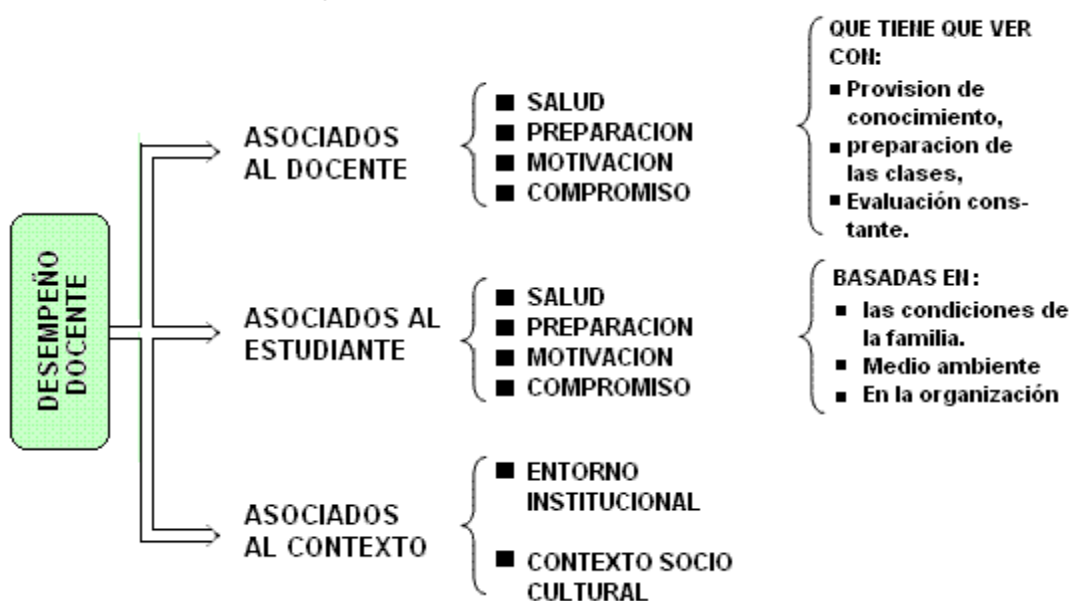 DESEMPEÑO
DOCENTE
ASOCIADOS
AL DOCENTE
■ SALUD
■ PREPARACION
■ MOTIVACION
■ COMPROMISO
QUE TIENE QUE VER
CON:
▪ Provision de
conocimiento,
▪ preparacion de
las clases,
▪ Evaluación cons-
tante.
ASOCIADOS AL
ESTUDIANTE
■ SALUD
■ PREPARACION
■ MOTIVACION
■ COMPROMISO
BASADAS EN:
▪ las condiciones de
la familia.
▪ Medio ambiente
▪ En la organización
ASOCIADOS
AL CONTEXTO
■ ENTORNO
INSTITUCIONAL
■ CONTEXTO SOCIO
CULTURAL